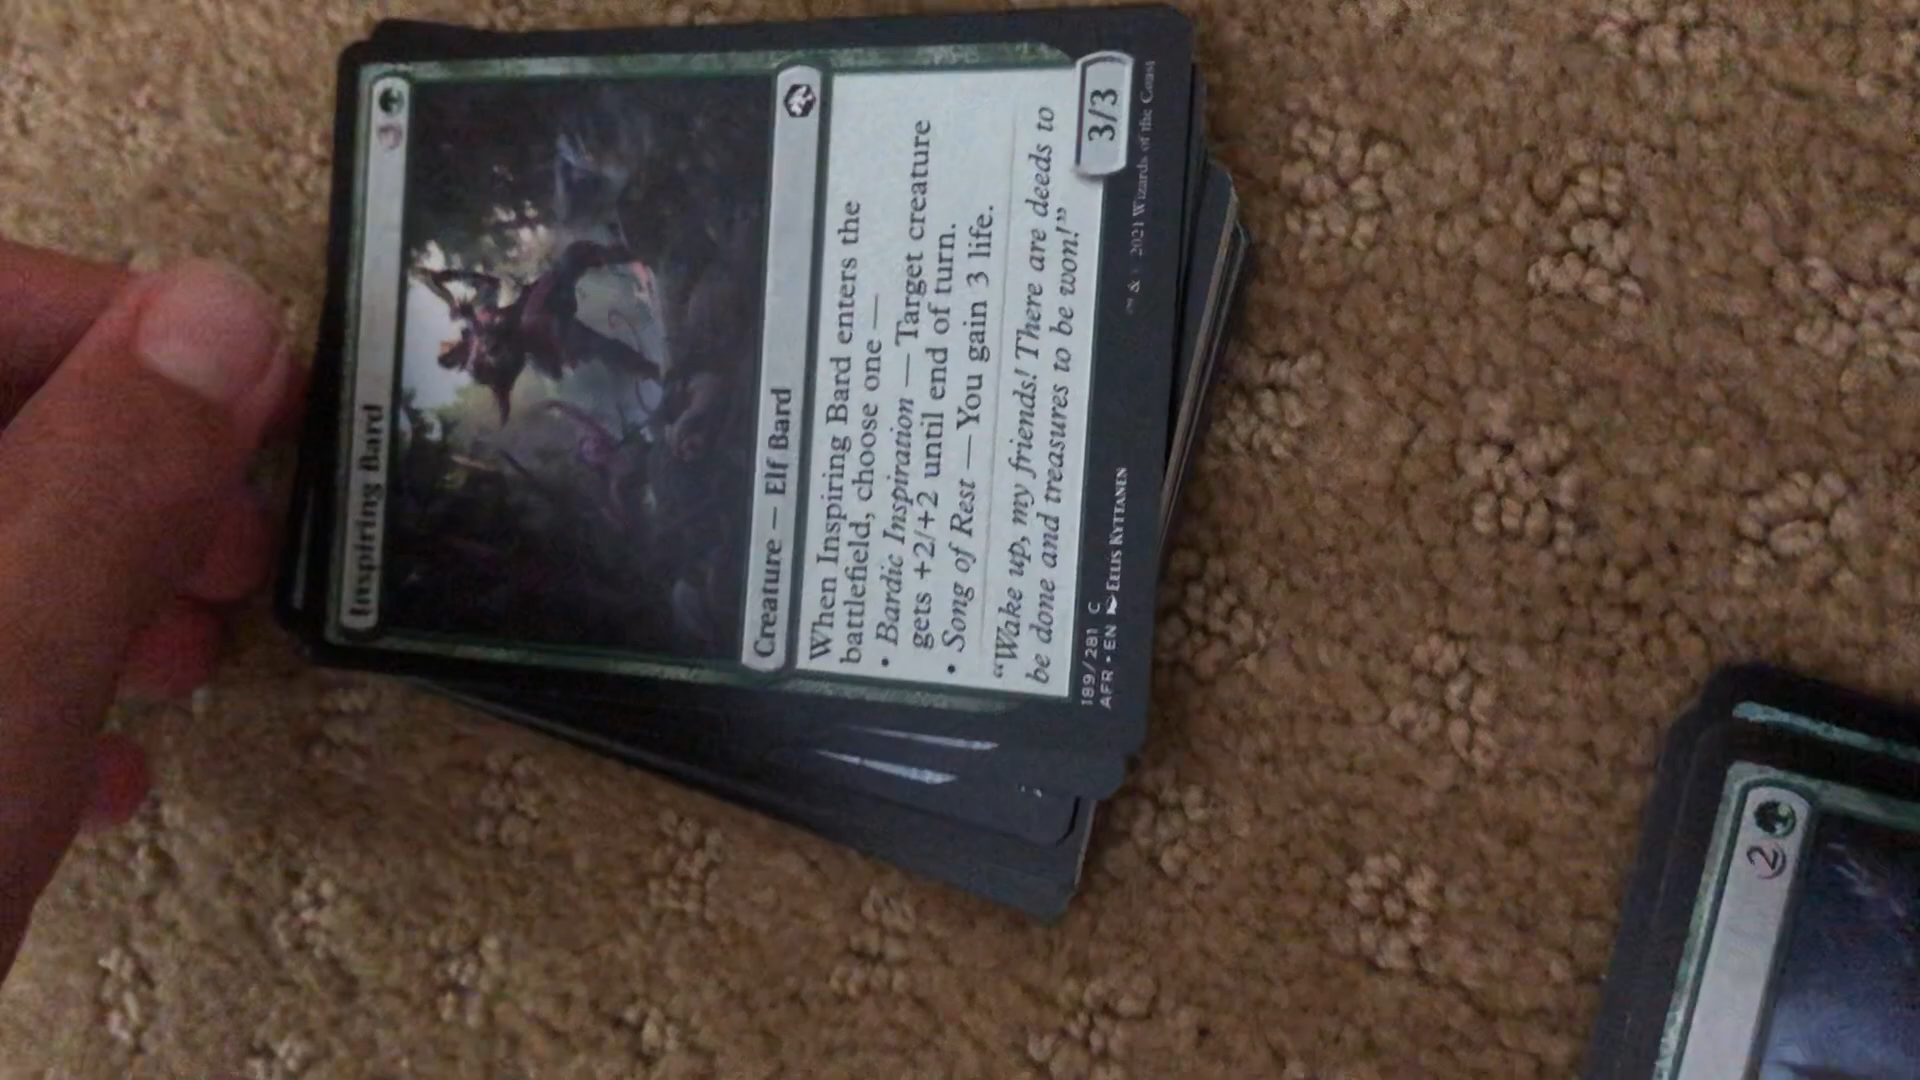 Inspiring Bard
3
Creature — Elf Bard
When Inspiring Bard enters the
battlefield, choose one —
• Bardic Inspiration — Target creature
gets +2/+2 until end of turn.
• Song of Rest — You gain 3 life.
“Wake up, my friends! There are deeds to
be done and treasures to be won!”
3/3
189/281 C
AFR • EN EELIS KYTTANEN
™ & © 2021 Wizards of the Coast
2